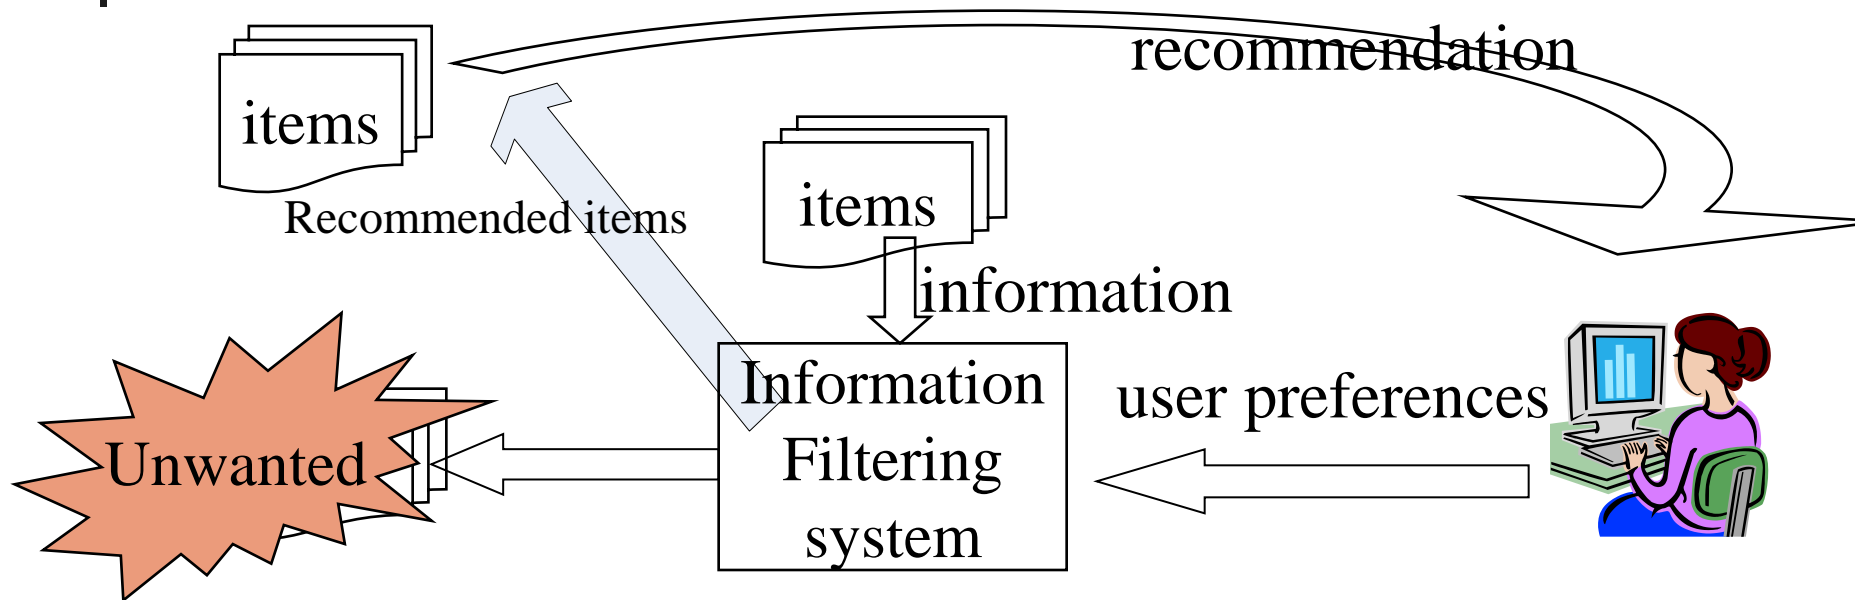 recommendation
items
items
Recommended items
information
Information
Filtering
system
user preferences
Unwanted